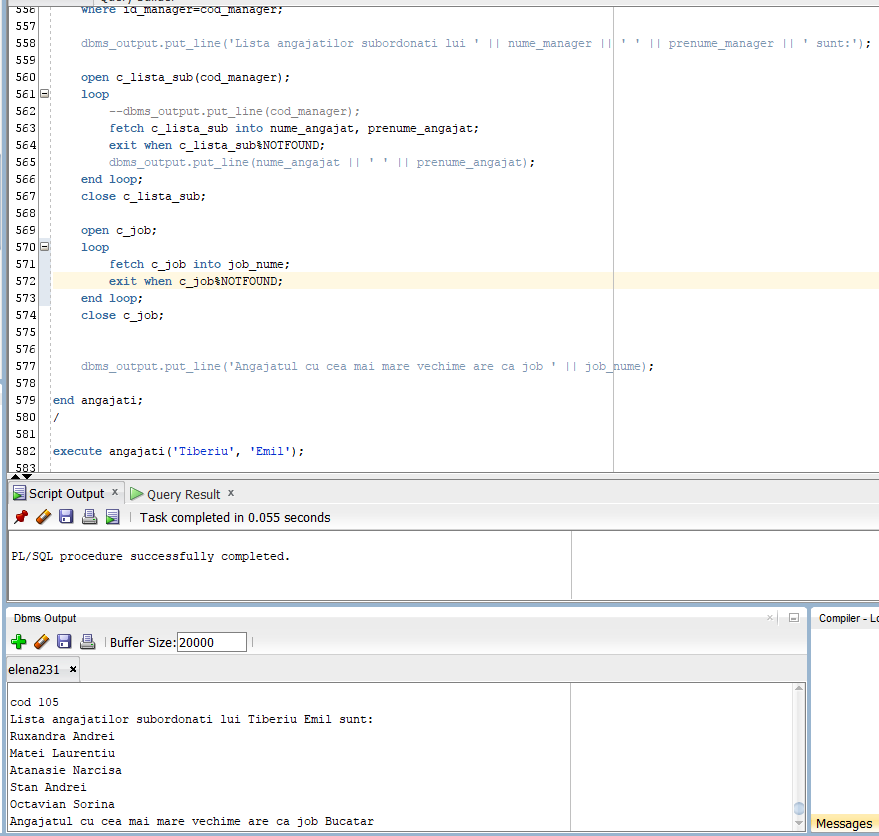 556 where id_manager=cod_manager;
557
558 dbms_output.put_line('Lista angajatilor subordonati lui ' || nume_manager || ' ' || prenume_manager || ' sunt:');
559
560 open c_lista_sub(cod_manager);
561 loop
562 --dbms_output.put_line(cod_manager);
563 fetch c_lista_sub into nume_angajat, prenume_angajat;
564 exit when c_lista_sub%NOTFOUND;
565 dbms_output.put_line(nume_angajat || ' ' || prenume_angajat);
566 end loop;
567 close c_lista_sub;
568
569 open c_job;
570 loop
571 fetch c_job into job_nume;
572 exit when c_job%NOTFOUND;
573 end loop;
574 close c_job;
575
576
577 dbms_output.put_line('Angajatul cu cea mai mare vechime are ca job ' || job_nume);
578
579 end angajati;
580 /
581
582 execute angajati('Tiberiu', 'Emil');
583
Script Output x Query Result x
Task completed in 0.055 seconds
PL/SQL procedure successfully completed.
Dbms Output
Buffer Size: 20000
elena231 x
cod 105
Lista angajatilor subordonati lui Tiberiu Emil sunt:
Ruxandra Andrei
Matei Laurentiu
Atanasie Narcisa
Stan Andrei
Octavian Sorina
Angajatul cu cea mai mare vechime are ca job Bucatar
Compiler - Lo
Messages